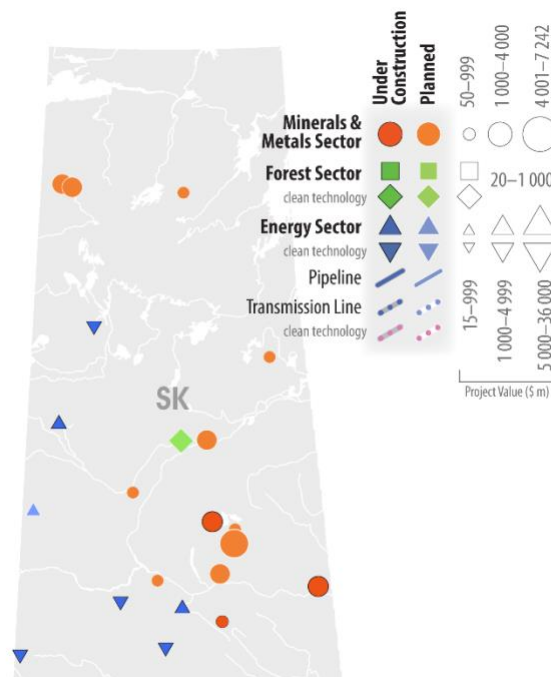 Under
Construction
Planned
50–999
1 000–4 000
4 001–7 242
Minerals &
Metals Sector
Forest Sector
clean technology
20–1 000
Energy Sector
clean technology
Pipeline
Transmission Line
clean technology
15–999
1 000–4 999
5 000–36 000
Project Value ($ m)
SK